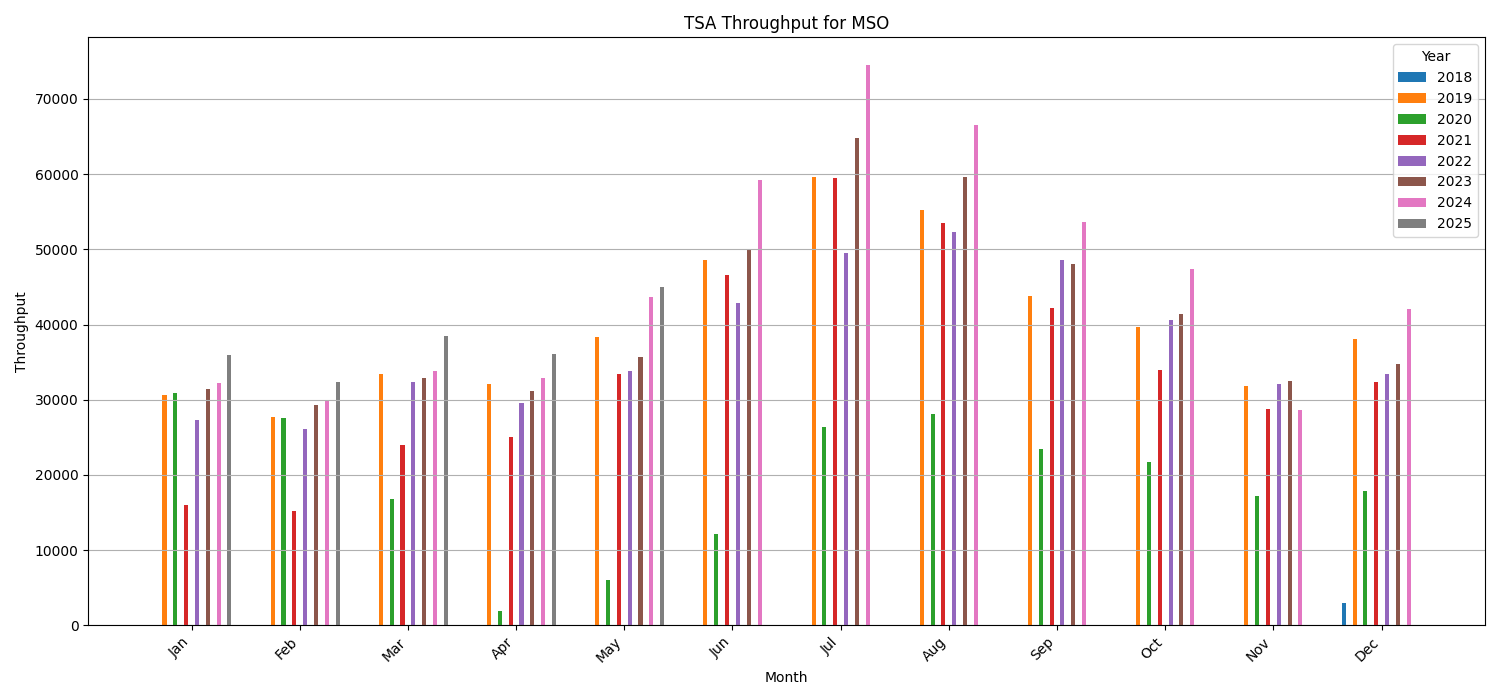 TSA Throughput for MSO
Year
2018
2019
2020
2021
2022
2023
2024
2025
Throughput
70000
60000
50000
40000
30000
20000
10000
0
Jan
Feb
Mar
Apr
May
Jun
Jul
Aug
Sep
Oct
Nov
Dec
Month